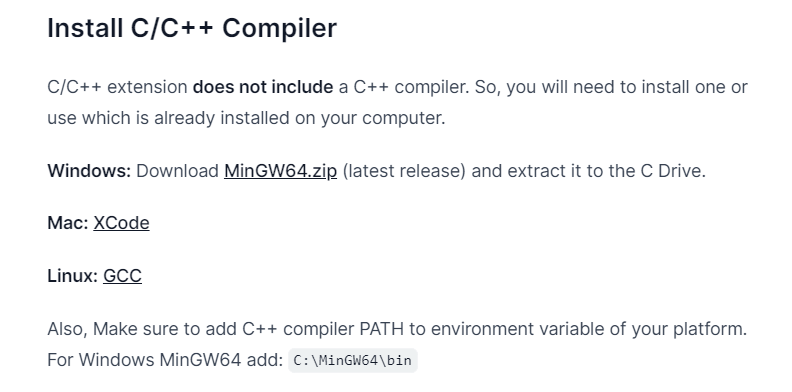 Install C/C++ Compiler
C/C++ extension does not include a C++ compiler. So, you will need to install one or
use which is already installed on your computer.
Windows: Download MinGW64.zip (latest release) and extract it to the C Drive.
Mac: XCode
Linux: GCC
Also, Make sure to add C++ compiler PATH to environment variable of your platform.
For Windows MinGW64 add: C:\MinGW64\bin